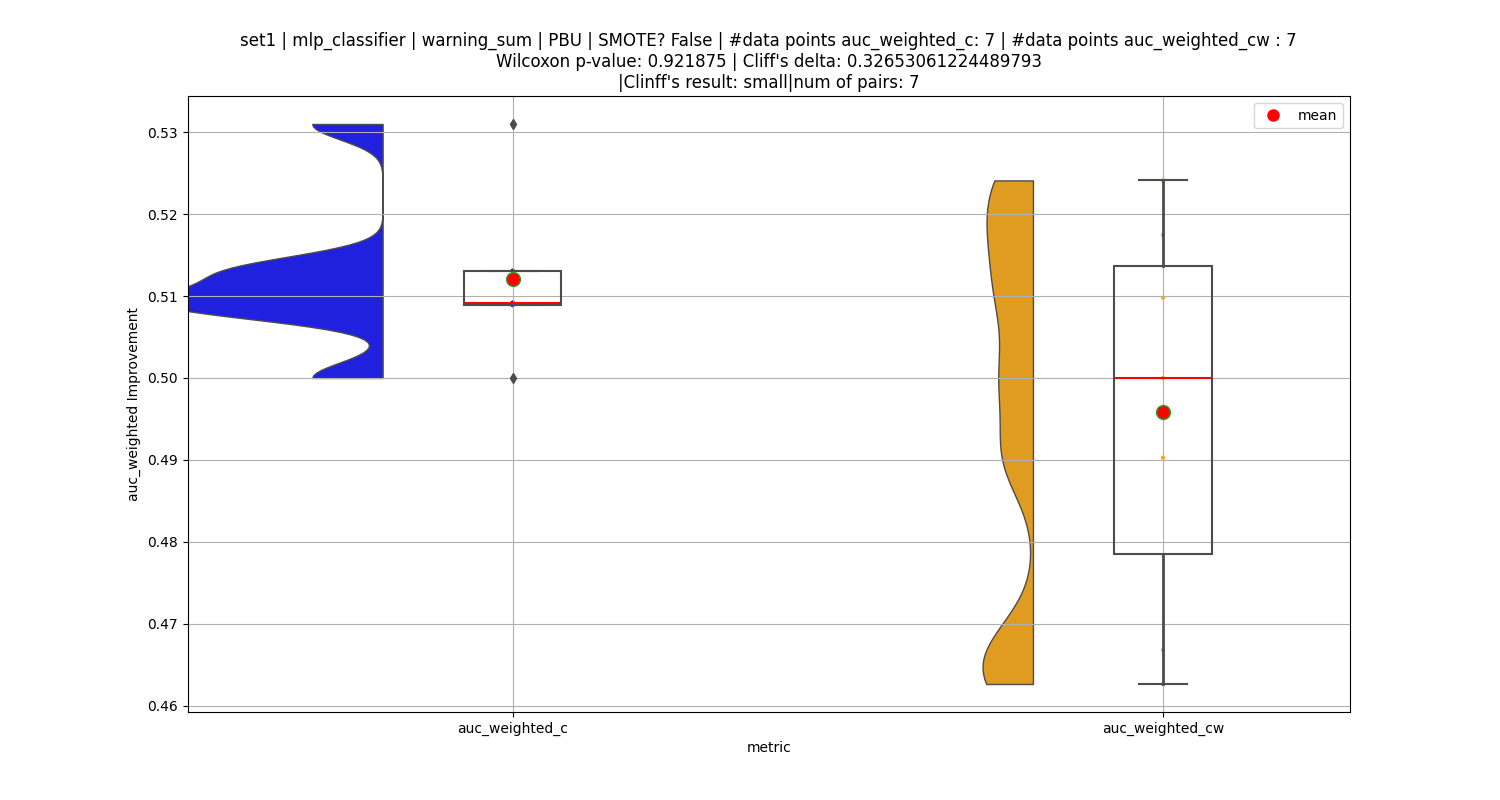 set1 | mlp_classifier | warning_sum | PBU | SMOTE? False | #data points auc_weighted_c: 7 | #data points auc_weighted_cw : 7
Wilcoxon p-value: 0.921875 | Cliff's delta: 0.32653061224489793
|Clinff's result: small|num of pairs: 7
mean
0.53
0.52
0.51
0.50
0.49
0.48
0.47
0.46
auc_weighted Improvement
auc_weighted_c
auc_weighted_cw
metric